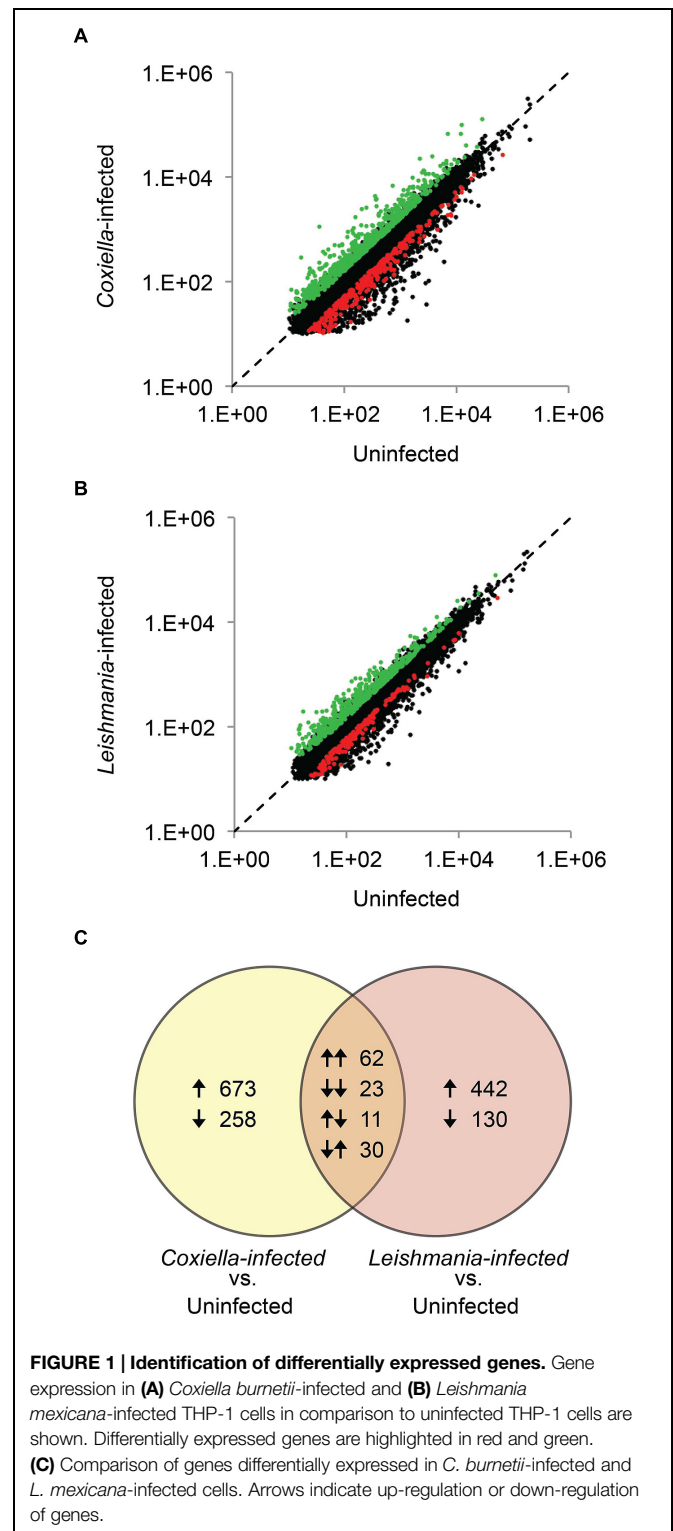 A
1.E+06
1.E+04
1.E+02
1.E+00
Coxiella-infected
1.E+00 1.E+02 1.E+04 1.E+06
Uninfected
B
1.E+06
1.E+04
1.E+02
1.E+00
Leishmania-infected
1.E+00 1.E+02 1.E+04 1.E+06
Uninfected
C
↑ 673
↓ 258
↑↑ 62
↓↓ 23
↑↓ 11
↓↑ 30
↑ 442
↓ 130
Coxiella-infected
vs.
Uninfected
Leishmania-infected
vs.
Uninfected
FIGURE 1 | Identification of differentially expressed genes. Gene
expression in (A) Coxiella burnetii-infected and (B) Leishmania
mexicana-infected THP-1 cells in comparison to uninfected THP-1 cells are
shown. Differentially expressed genes are highlighted in red and green.
(C) Comparison of genes differentially expressed in C. burnetii-infected and
L. mexicana-infected cells. Arrows indicate up-regulation or down-regulation
of genes.